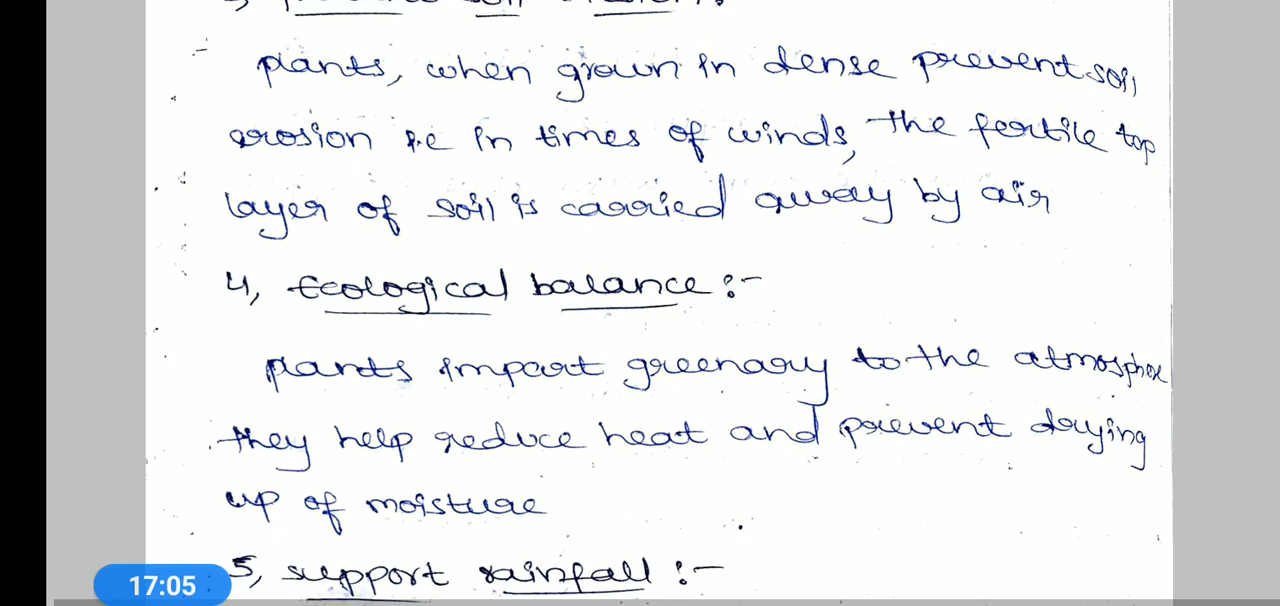 plants, when grown in dense prevent soil
erosion i.e in times of winds, the fertile top
layer of soil is carried away by air
4, Ecological balance :-
plants impart greenary to the atmosphere
they help reduce heat and prevent drying
up of moisture
5, support rainfall :-
17:05